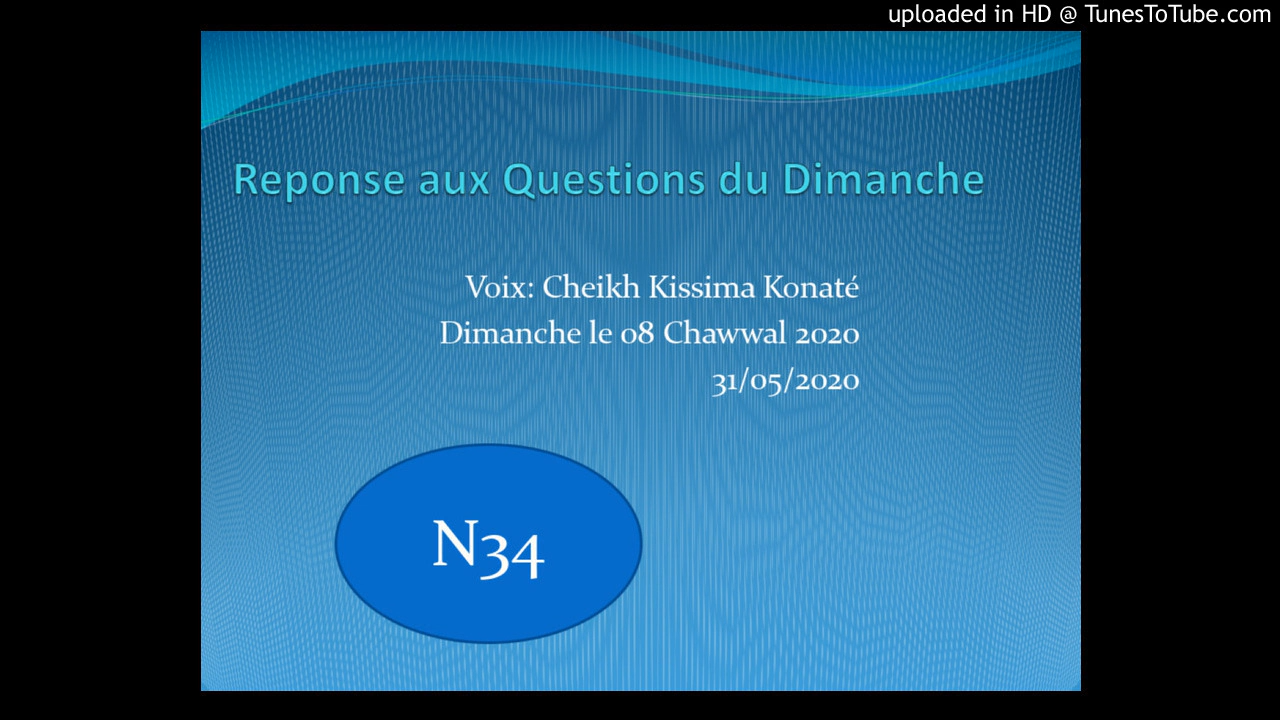 uploaded in HD @ TunesToTube.com
Reponse aux Questions du Dimanche
Voix: Cheikh Kissima Konaté
Dimanche le 08 Chawwal 2020
31/05/2020
N34